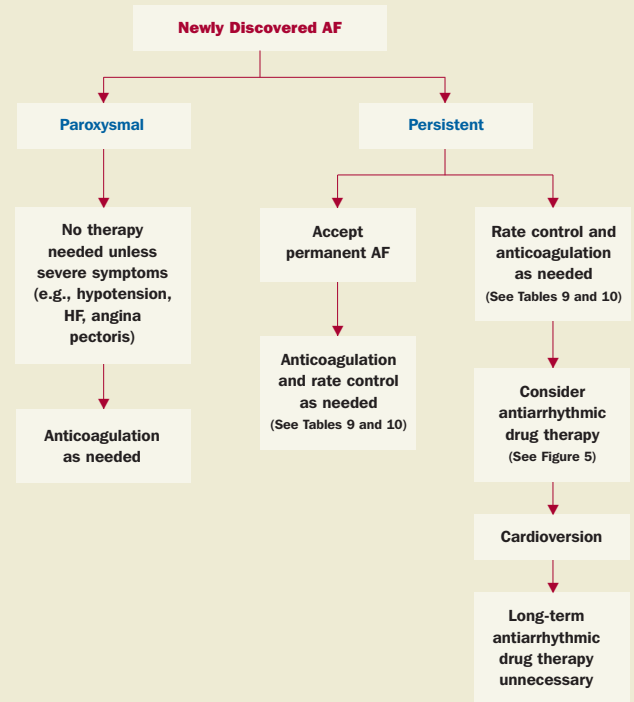 Newly Discovered AF
Paroxysmal
Persistent
No therapy
needed unless
severe symptoms
(e.g., hypotension,
HF, angina
pectoris)
Anticoagulation
as needed
Accept
permanent AF
Anticoagulation
and rate control
as needed
(See Tables 9 and 10)
Rate control and
anticoagulation
as needed
(See Tables 9 and 10)
Consider
antiarrhythmic
drug therapy
(See Figure 5)
Cardioversion
Long-term
antiarrhythmic
drug therapy
unnecessary